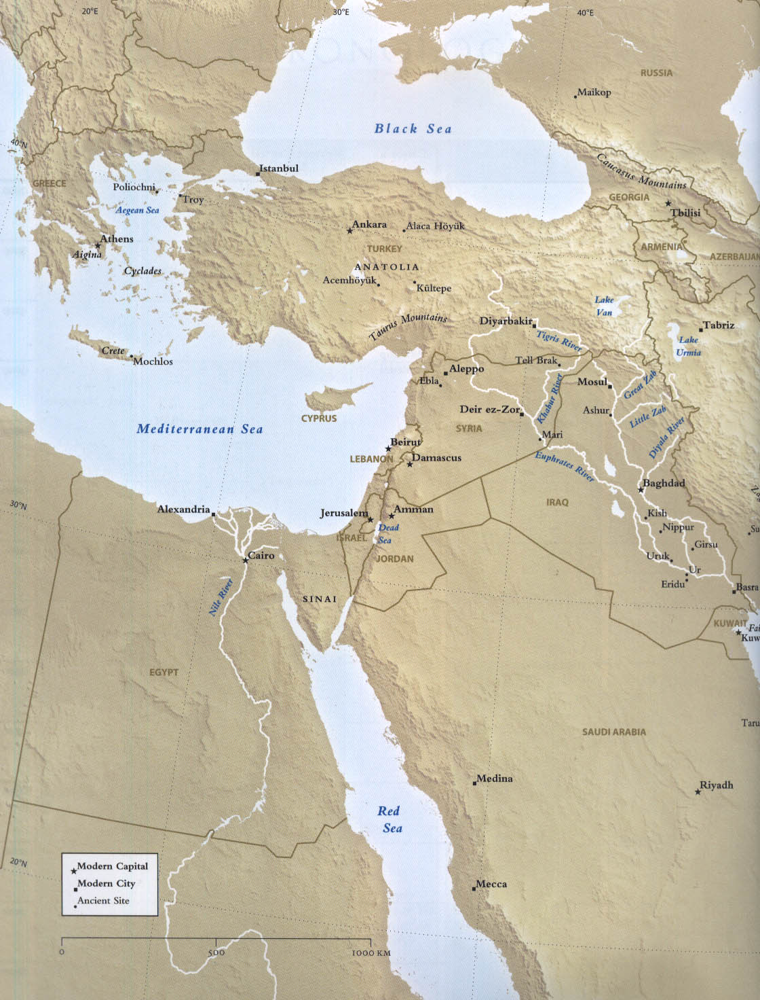 20°E
30°E
40°E
RUSSIA
Maikop
Black Sea
40°N
Caucasus Mountains
Istanbul
GREECE
Poliochni
Troy
GEORGIA
Tbilisi
Aegean Sea
Ankara
Alaca Höyük
Athens
Aigina
TURKEY
ARMENIA
AZERBAIJAN
Cyclades
ANATOLIA
Acemhöyük
Kültepe
Lake
Van
Taurus Mountains
Diyarbakir
Tigris River
Tabriz
Lake
Urmia
Crete
Mochlos
Tell Brak
Aleppo
Ebla
Mosul
Great Zab
Khabur River
CYPRUS
Deir ez-Zor
Ashur
Little Zab
Mediterranean Sea
SYRIA
Mari
Diyala River
Beirut
LEBANON
Damascus
Euphrates River
Baghdad
30°N
Alexandria
Jerusalem
Amman
IRAQ
Kish
Nippur
Su
Dead
Sea
ISRAEL
Girsu
Cairo
JORDAN
Uruk
Ur
Eridu
Basra
Nile River
SINAI
KUWAIT
Fai
Kuw
EGYPT
Taru
SAUDI ARABIA
Medina
Riyadh
Red
Sea
20°N
Modern Capital
Modern City
Ancient Site
Mecca
0
500
1000 KM